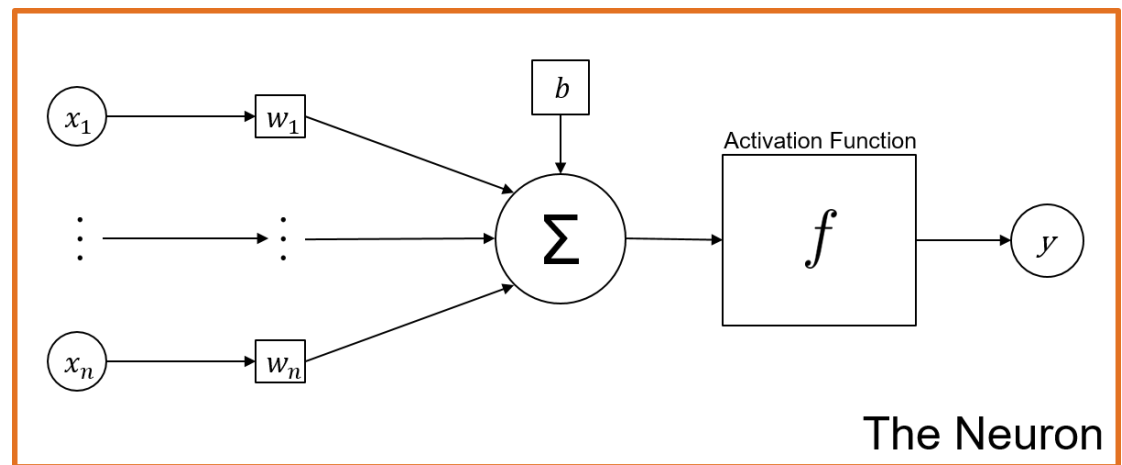 b
x₁
w₁
Activation Function
⋮
⋮
Σ
f
y
xₙ
wₙ
The Neuron